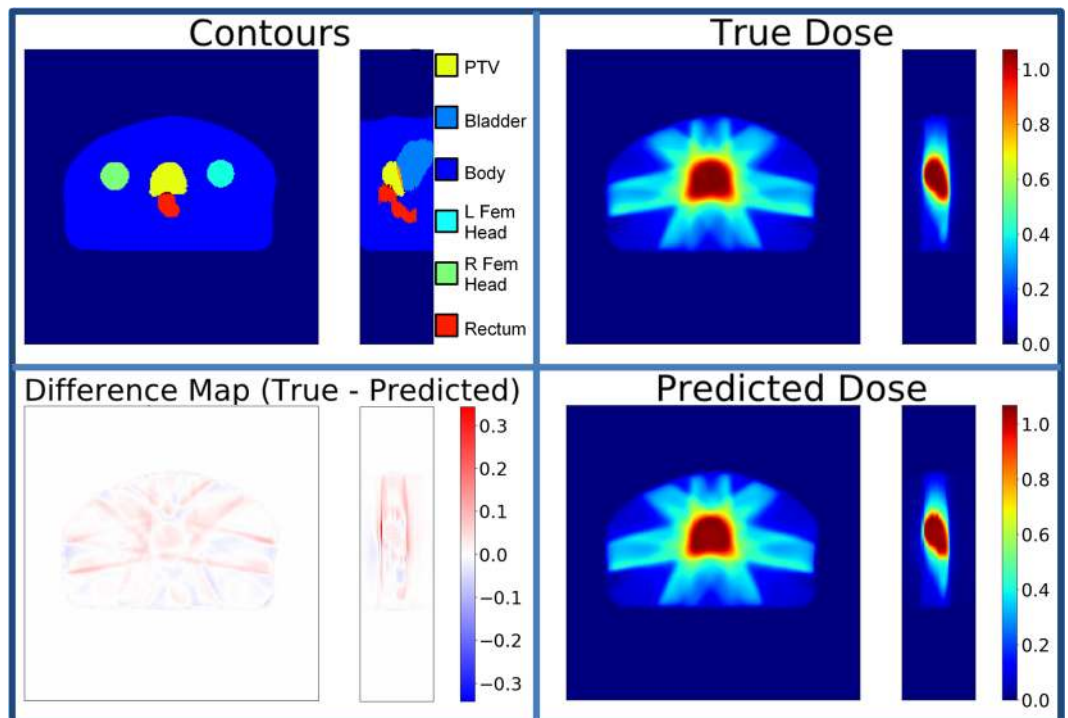 Contours
PTV
Bladder
Body
L Fem
Head
R Fem
Head
Rectum
True Dose
1.0
0.8
0.6
0.4
0.2
0.0
Difference Map (True - Predicted)
0.3
0.2
0.1
0.0
−0.1
−0.2
−0.3
Predicted Dose
1.0
0.8
0.6
0.4
0.2
0.0